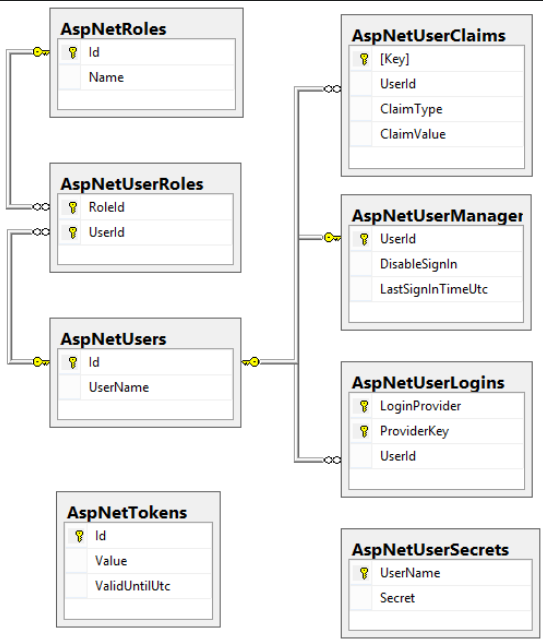 AspNetRoles
Id
Name
AspNetUserRoles
RoleId
UserId
AspNetUsers
Id
UserName
AspNetTokens
Id
Value
ValidUntilUtc
AspNetUserClaims
[Key]
UserId
ClaimType
ClaimValue
AspNetUserManager
UserId
DisableSignIn
LastSignInTimeUtc
AspNetUserLogins
LoginProvider
ProviderKey
UserId
AspNetUserSecrets
UserName
Secret